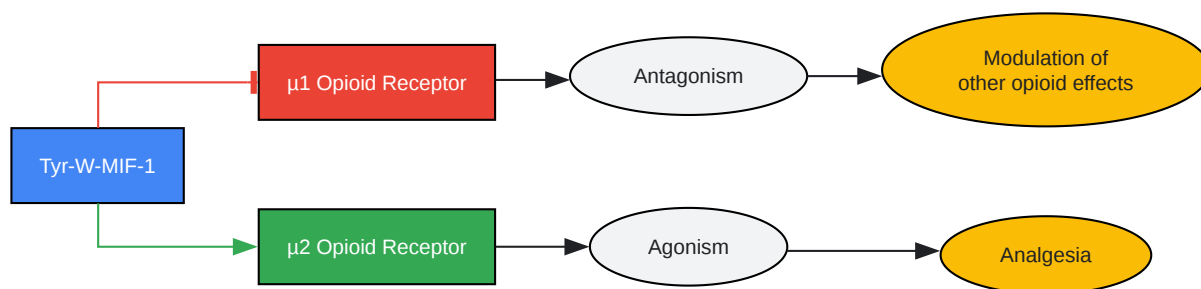 Tyr-W-MIF-1
µ1 Opioid Receptor
Antagonism
Modulation of
other opioid effects
µ2 Opioid Receptor
Agonism
Analgesia